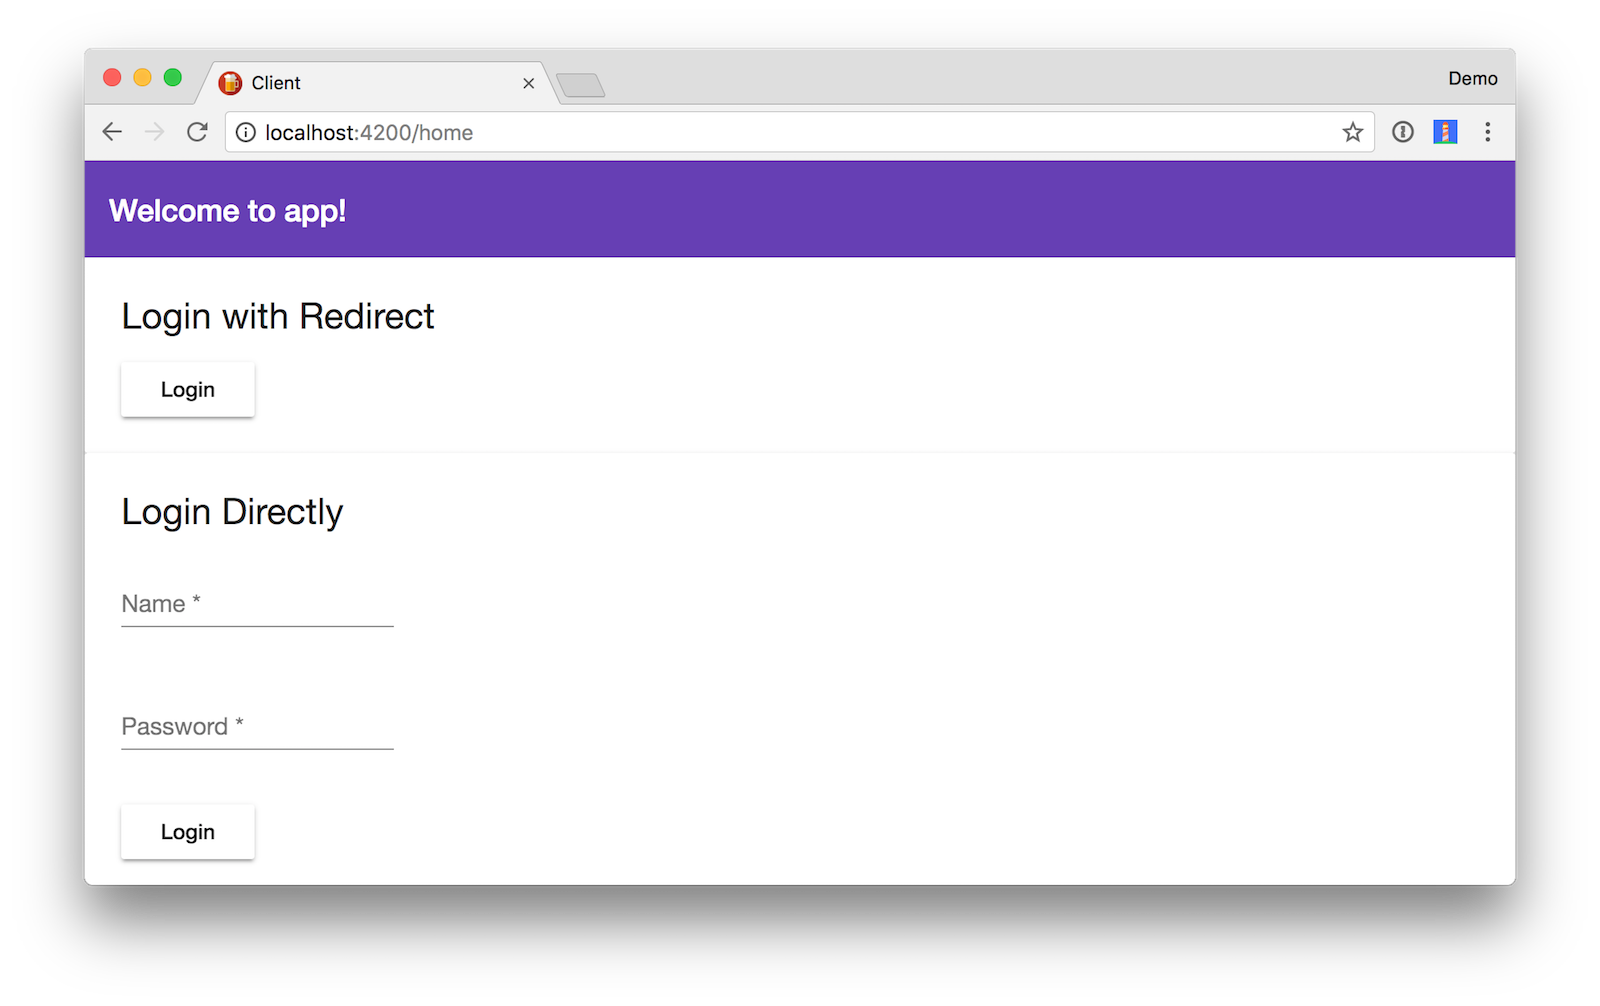 Client
Demo
localhost:4200/home
Welcome to app!
Login with Redirect
Login
Login Directly
Name *
Password *
Login